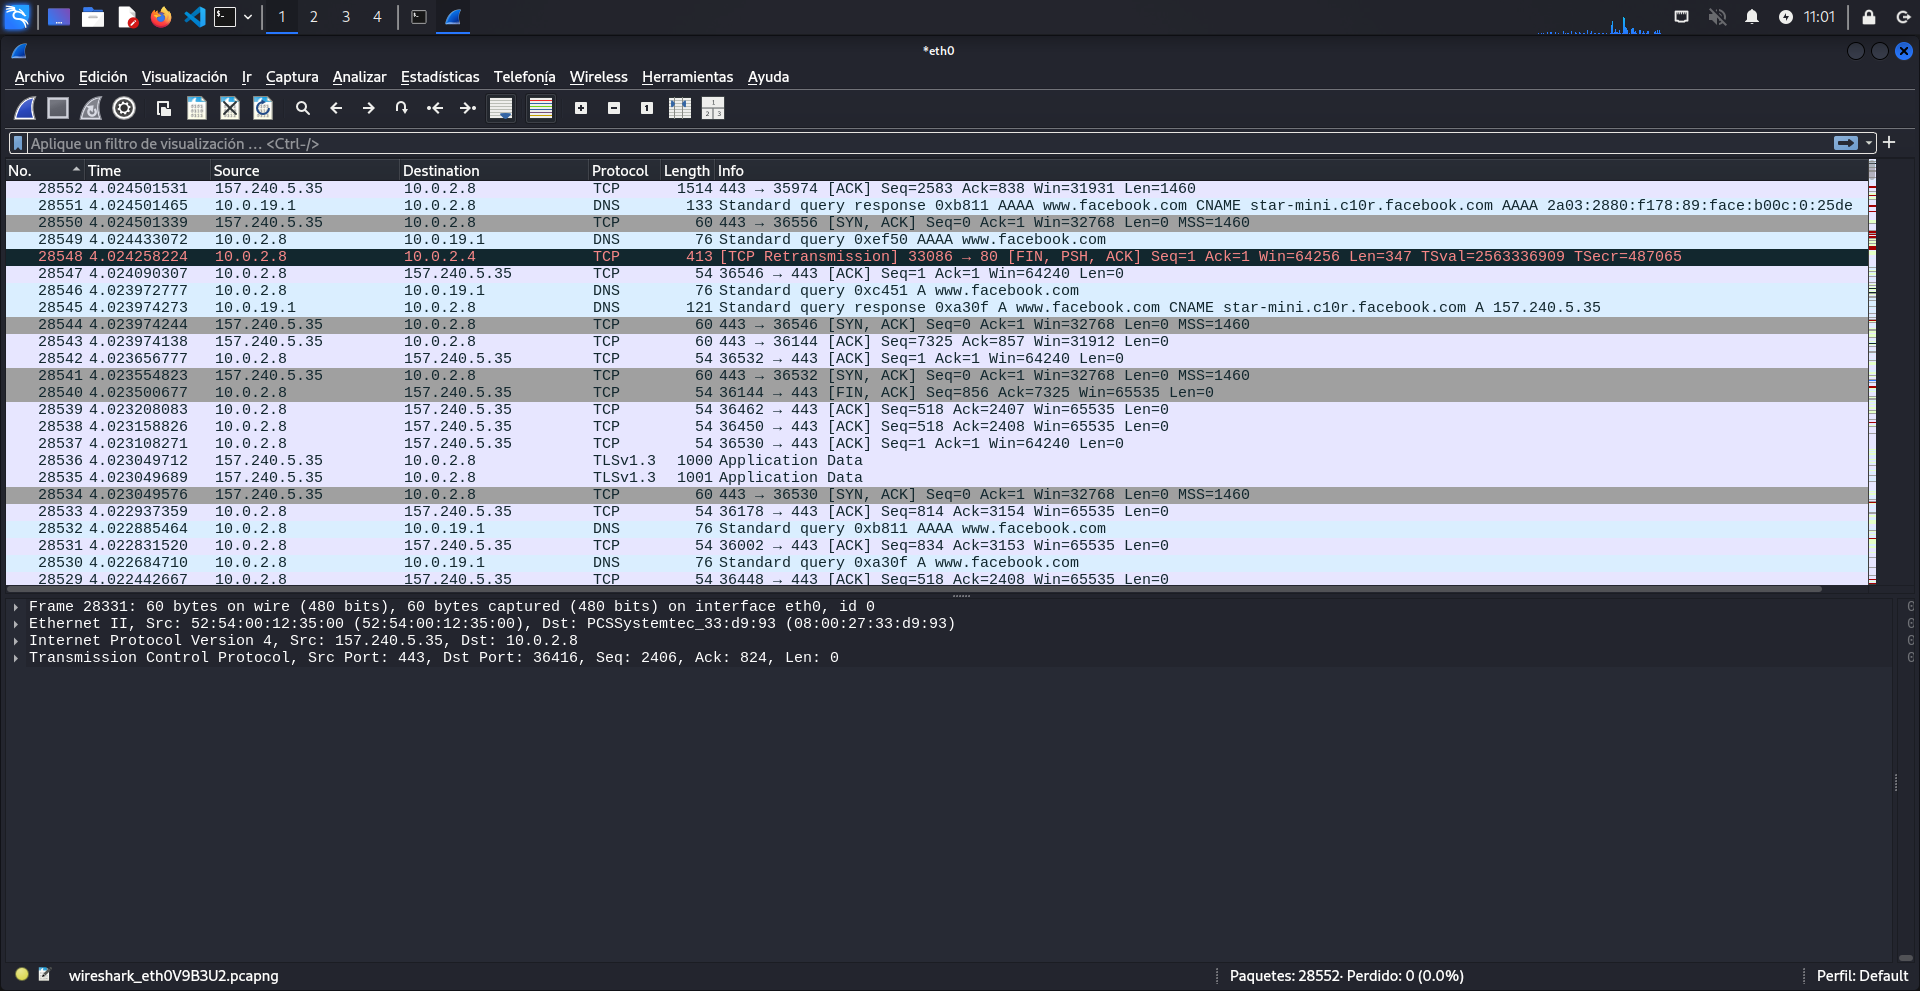 1 2 3 4 11:01
*eth0
Archivo Edición Visualización Ir Captura Analizar Estadísticas Telefonía Wireless Herramientas Ayuda
Aplique un filtro de visualización … <Ctrl-/>
No. Time Source Destination Protocol Length Info
28552 4.024501531 157.240.5.35 10.0.2.8 TCP 1514 443 → 35974 [ACK] Seq=2583 Ack=838 Win=31931 Len=1460
28551 4.024501465 10.0.19.1 10.0.2.8 DNS 133 Standard query response 0xb811 AAAA www.facebook.com CNAME star-mini.c10r.facebook.com AAAA 2a03:2880:f178:89:face:b00c:0:25de
28550 4.024501339 157.240.5.35 10.0.2.8 TCP 60 443 → 36556 [SYN, ACK] Seq=0 Ack=1 Win=32768 Len=0 MSS=1460
28549 4.024433072 10.0.2.8 10.0.19.1 DNS 76 Standard query 0xef50 AAAA www.facebook.com
28548 4.024258224 10.0.2.8 10.0.2.4 TCP 413 [TCP Retransmission] 33086 → 80 [FIN, PSH, ACK] Seq=1 Ack=1 Win=64256 Len=347 TSval=2563336909 TSecr=487065
28547 4.024090307 10.0.2.8 157.240.5.35 TCP 54 36546 → 443 [ACK] Seq=1 Ack=1 Win=64240 Len=0
28546 4.023972777 10.0.2.8 10.0.19.1 DNS 76 Standard query 0xc451 A www.facebook.com
28545 4.023974273 10.0.19.1 10.0.2.8 DNS 121 Standard query response 0xa30f A www.facebook.com CNAME star-mini.c10r.facebook.com A 157.240.5.35
28544 4.023974244 157.240.5.35 10.0.2.8 TCP 60 443 → 36546 [SYN, ACK] Seq=0 Ack=1 Win=32768 Len=0 MSS=1460
28543 4.023974138 157.240.5.35 10.0.2.8 TCP 60 443 → 36144 [ACK] Seq=7325 Ack=857 Win=31912 Len=0
28542 4.023656777 10.0.2.8 157.240.5.35 TCP 54 36532 → 443 [ACK] Seq=1 Ack=1 Win=64240 Len=0
28541 4.023554823 157.240.5.35 10.0.2.8 TCP 60 443 → 36532 [SYN, ACK] Seq=0 Ack=1 Win=32768 Len=0 MSS=1460
28540 4.023500677 10.0.2.8 157.240.5.35 TCP 54 36144 → 443 [FIN, ACK] Seq=856 Ack=7325 Win=65535 Len=0
28539 4.023208083 10.0.2.8 157.240.5.35 TCP 54 36462 → 443 [ACK] Seq=518 Ack=2407 Win=65535 Len=0
28538 4.023158826 10.0.2.8 157.240.5.35 TCP 54 36450 → 443 [ACK] Seq=518 Ack=2408 Win=65535 Len=0
28537 4.023108271 10.0.2.8 157.240.5.35 TCP 54 36530 → 443 [ACK] Seq=1 Ack=1 Win=64240 Len=0
28536 4.023049712 157.240.5.35 10.0.2.8 TLSv1.3 1000 Application Data
28535 4.023049689 157.240.5.35 10.0.2.8 TLSv1.3 1001 Application Data
28534 4.023049576 157.240.5.35 10.0.2.8 TCP 60 443 → 36530 [SYN, ACK] Seq=0 Ack=1 Win=32768 Len=0 MSS=1460
28533 4.022937359 10.0.2.8 157.240.5.35 TCP 54 36178 → 443 [ACK] Seq=814 Ack=3154 Win=65535 Len=0
28532 4.022885464 10.0.2.8 10.0.19.1 DNS 76 Standard query 0xb811 AAAA www.facebook.com
28531 4.022831520 10.0.2.8 157.240.5.35 TCP 54 36002 → 443 [ACK] Seq=834 Ack=3153 Win=65535 Len=0
28530 4.022684710 10.0.2.8 10.0.19.1 DNS 76 Standard query 0xa30f A www.facebook.com
28529 4.022442667 10.0.2.8 157.240.5.35 TCP 54 36448 → 443 [ACK] Seq=518 Ack=2408 Win=65535 Len=0
Frame 28331: 60 bytes on wire (480 bits), 60 bytes captured (480 bits) on interface eth0, id 0
Ethernet II, Src: 52:54:00:12:35:00 (52:54:00:12:35:00), Dst: PCSSystemtec_33:d9:93 (08:00:27:33:d9:93)
Internet Protocol Version 4, Src: 157.240.5.35, Dst: 10.0.2.8
Transmission Control Protocol, Src Port: 443, Dst Port: 36416, Seq: 2406, Ack: 824, Len: 0
wireshark_eth0V9B3U2.pcapng Paquetes: 28552· Perdido: 0 (0.0%) Perfil: Default